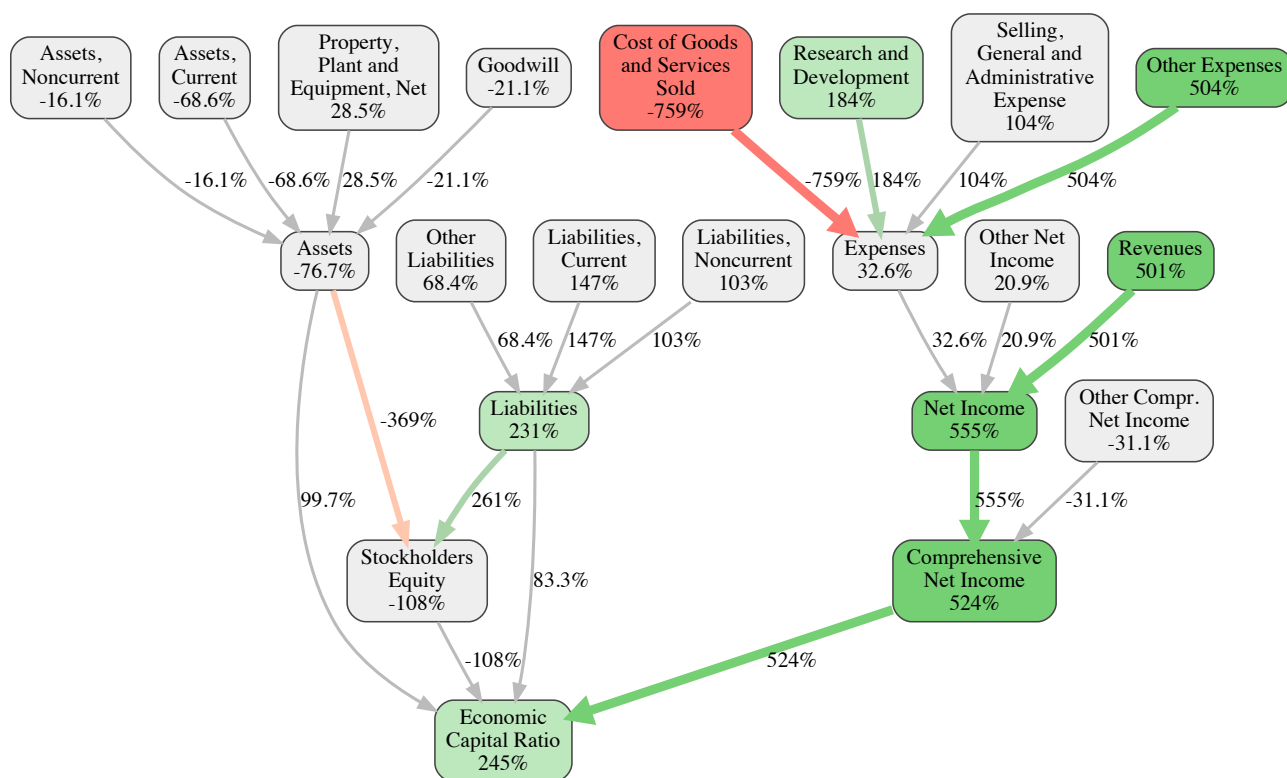 Assets,
Noncurrent
-16.1%
Assets,
Current
-68.6%
Property,
Plant and
Equipment, Net
28.5%
Goodwill
-21.1%
Cost of Goods
and Services
Sold
-759%
Research and
Development
184%
Selling,
General and
Administrative
Expense
104%
Other Expenses
504%
-16.1%
-68.6%
28.5%
-21.1%
-759%
184%
104%
504%
Assets
-76.7%
Other
Liabilities
68.4%
Liabilities,
Current
147%
Liabilities,
Noncurrent
103%
Expenses
32.6%
Other Net
Income
20.9%
Revenues
501%
68.4%
147%
103%
32.6%
20.9%
501%
-369%
Liabilities
231%
Net Income
555%
Other Compr.
Net Income
-31.1%
99.7%
261%
555%
-31.1%
Stockholders
Equity
-108%
83.3%
Comprehensive
Net Income
524%
-108%
524%
Economic
Capital Ratio
245%